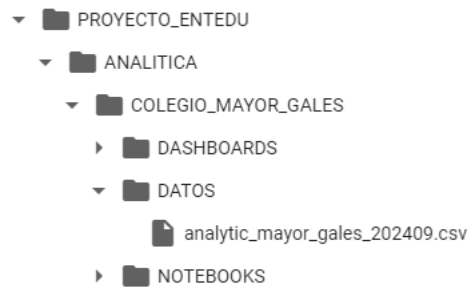 PROYECTO_ENTEDU
ANALITICA
COLEGIO_MAYOR_GALES
DASHBOARDS
DATOS
analytic_mayor_gales_202409.csv
NOTEBOOKS